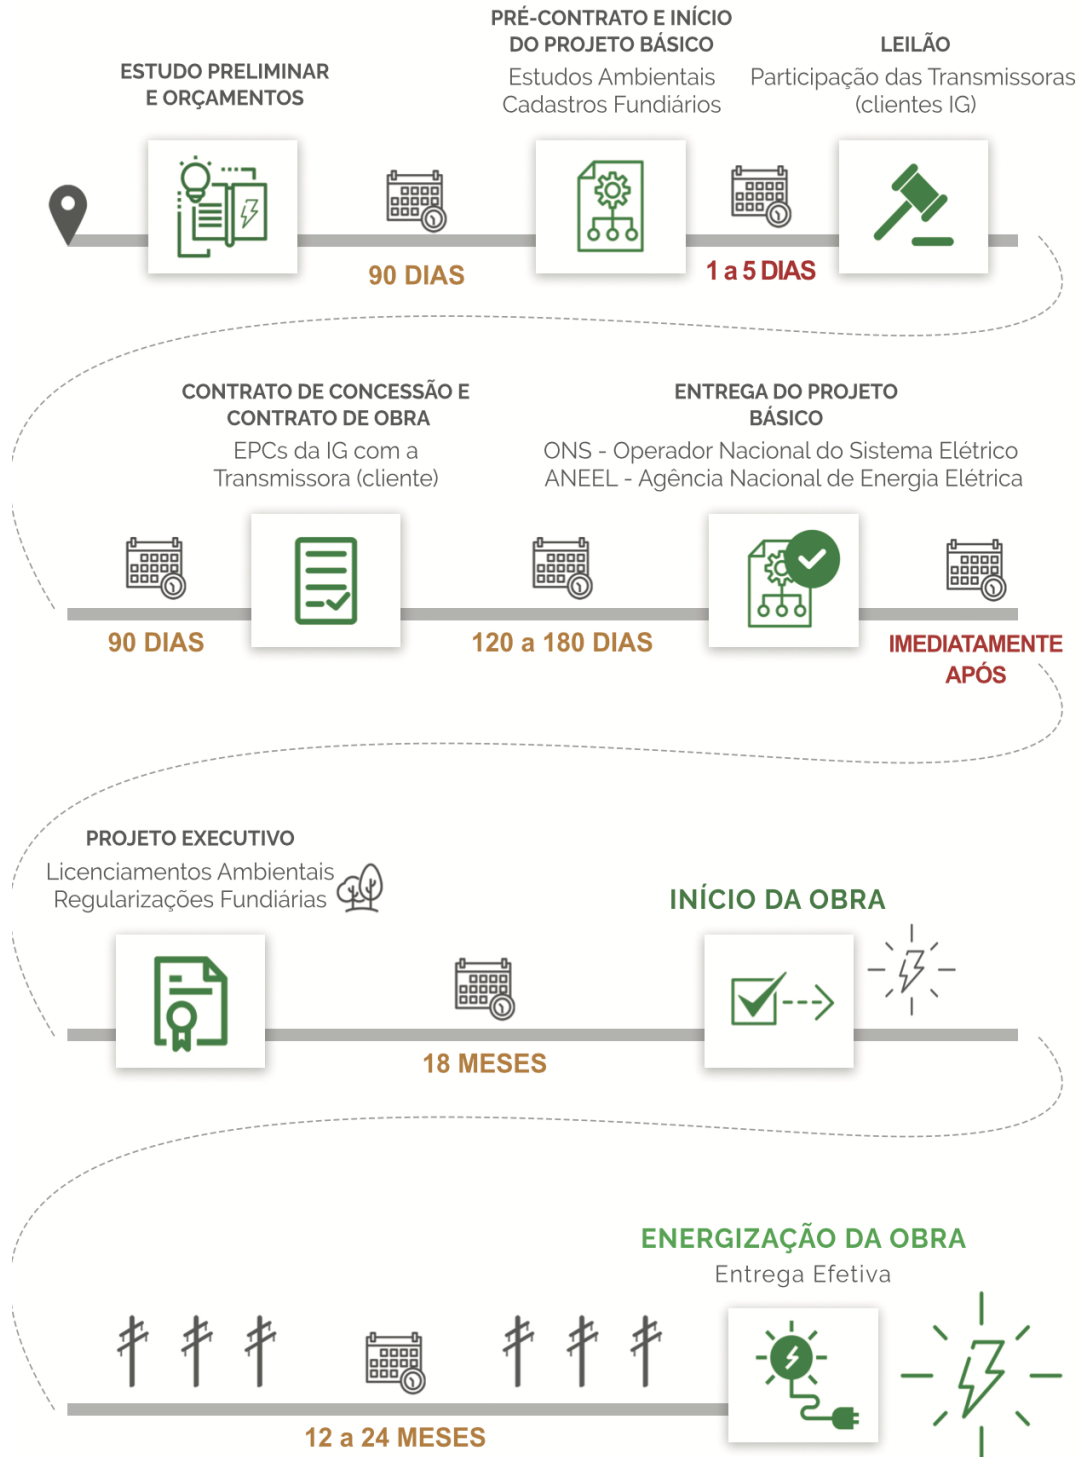 ESTUDO PRELIMINAR
E ORÇAMENTOS
90 DIAS
PRÉ-CONTRATO E INÍCIO
DO PROJETO BÁSICO
Estudos Ambientais
Cadastros Fundiários
1 a 5 DIAS
LEILÃO
Participação das Transmissoras
(clientes IG)
90 DIAS
CONTRATO DE CONCESSÃO E
CONTRATO DE OBRA
EPCs da IG com a
Transmissora (cliente)
120 a 180 DIAS
ENTREGA DO PROJETO
BÁSICO
ONS - Operador Nacional do Sistema Elétrico
ANEEL - Agência Nacional de Energia Elétrica
IMEDIATAMENTE
APÓS
PROJETO EXECUTIVO
Licenciamentos Ambientais
Regularizações Fundiárias
18 MESES
INÍCIO DA OBRA
12 a 24 MESES
ENERGIZAÇÃO DA OBRA
Entrega Efetiva